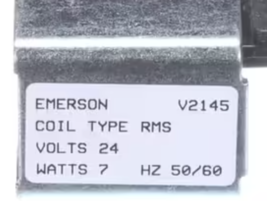 EMERSON V2145
COIL TYPE RMS
VOLTS 24
WATTS 7 HZ 50/60